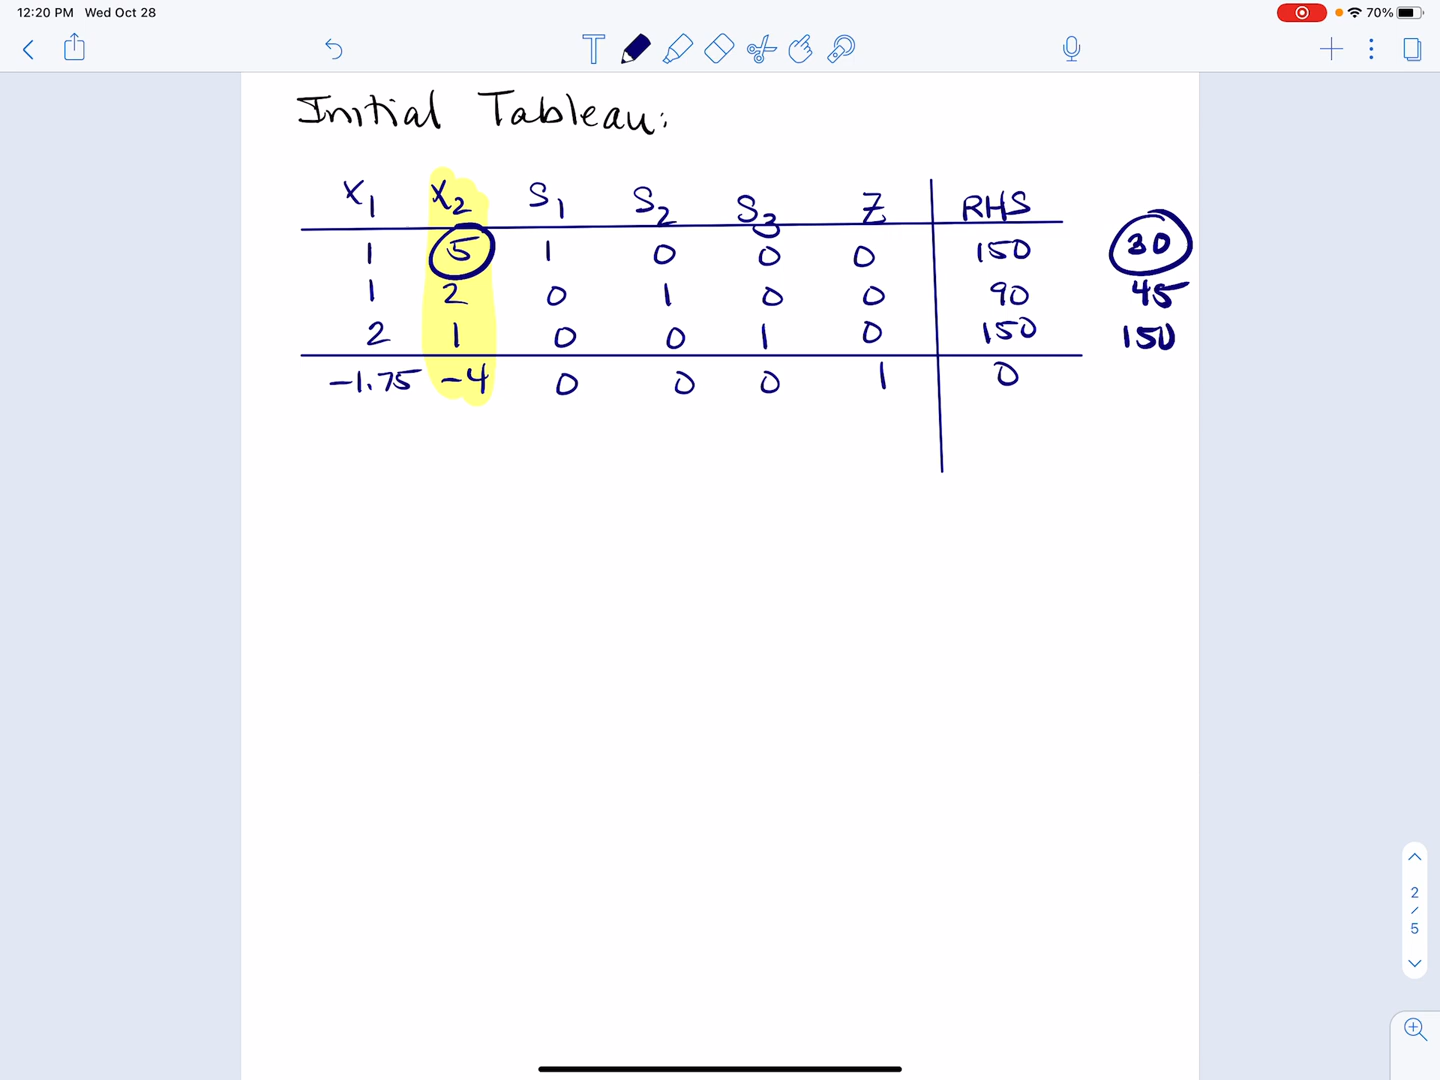 12:20 PM Wed Oct 28 70%
T
Initial Tableau:
X1 X2 S1 S2 S3 Z RHS
1 5 1 0 0 0 150 30
1 2 0 1 0 0 90 45
2 1 0 0 1 0 150 150
-1.75 -4 0 0 0 1 0
2
/
5